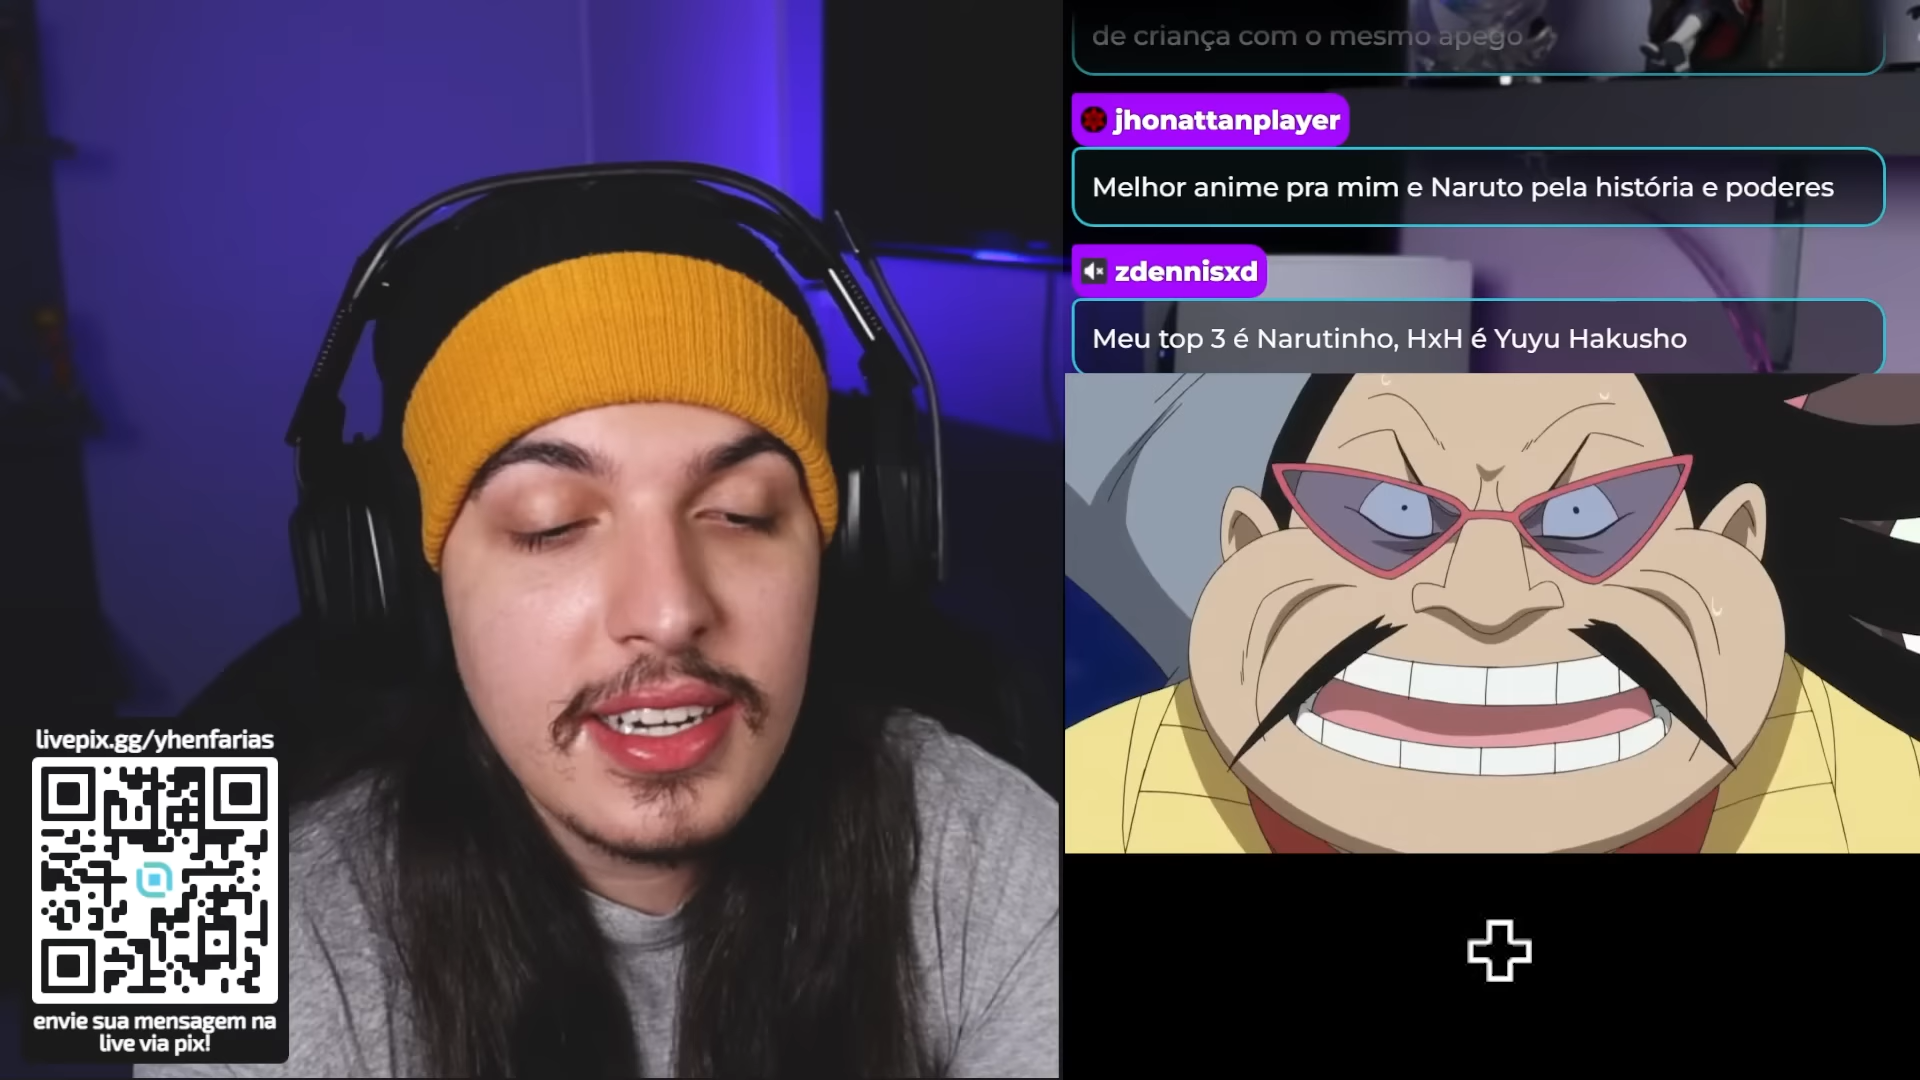 de criança com o mesmo apego
jhonattanplayer
Melhor anime pra mim e Naruto pela história e poderes
zdennisxd
Meu top 3 é Narutinho, HxH é Yuyu Hakusho
livepix.gg/yhenfarias
envie sua mensagem na
live via pix!